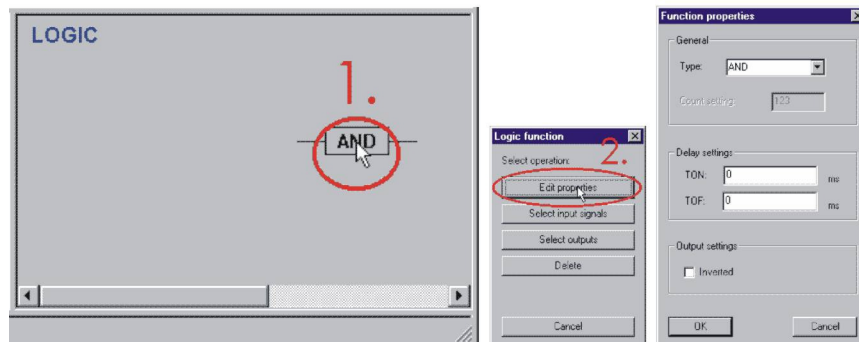 LOGIC
1.
AND
Logic function
2.
Select operation:
Edit properties
Select input signals
Select outputs
Delete
Cancel
Function properties
General
Type: AND
Count setting: 123
Delay settings
TON: 0 ms
TOF: 0 ms
Output settings
Inverted
OK Cancel